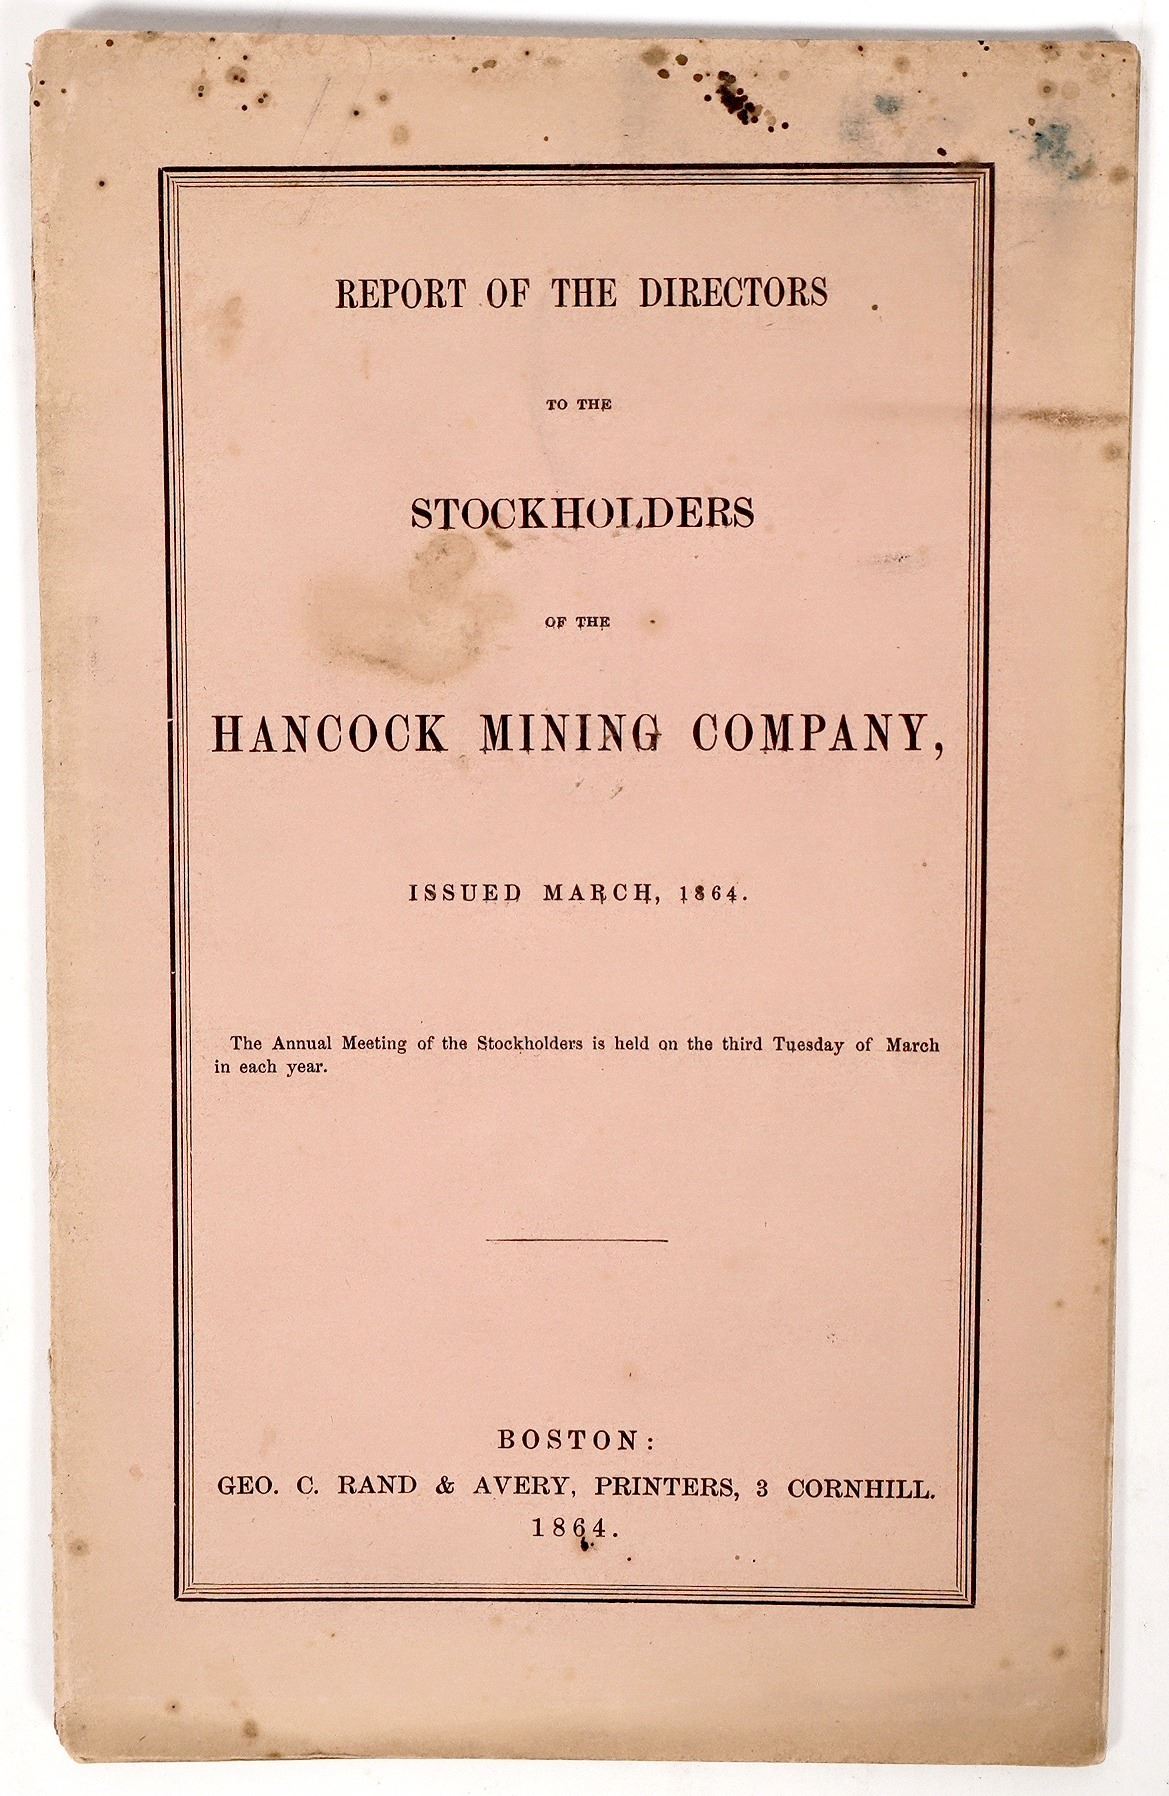 REPORT OF THE DIRECTORS
TO THE
STOCKHOLDERS
OF THE
HANCOCK MINING COMPANY,
ISSUED MARCH, 1864.
The Annual Meeting of the Stockholders is held on the third Tuesday of March
in each year.
BOSTON:
GEO. C. RAND & AVERY, PRINTERS, 3 CORNHILL.
1864.